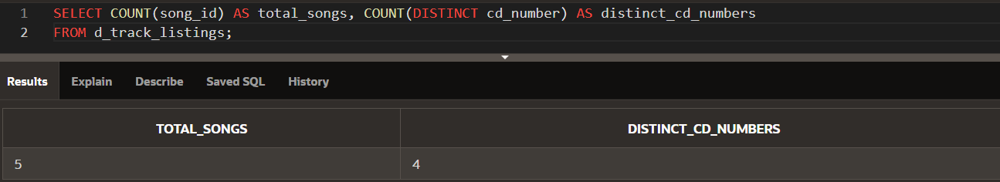 1 SELECT COUNT(song_id) AS total_songs, COUNT(DISTINCT cd_number) AS distinct_cd_numbers
2 FROM d_track_listings;
Results Explain Describe Saved SQL History
TOTAL_SONGS DISTINCT_CD_NUMBERS
5 4